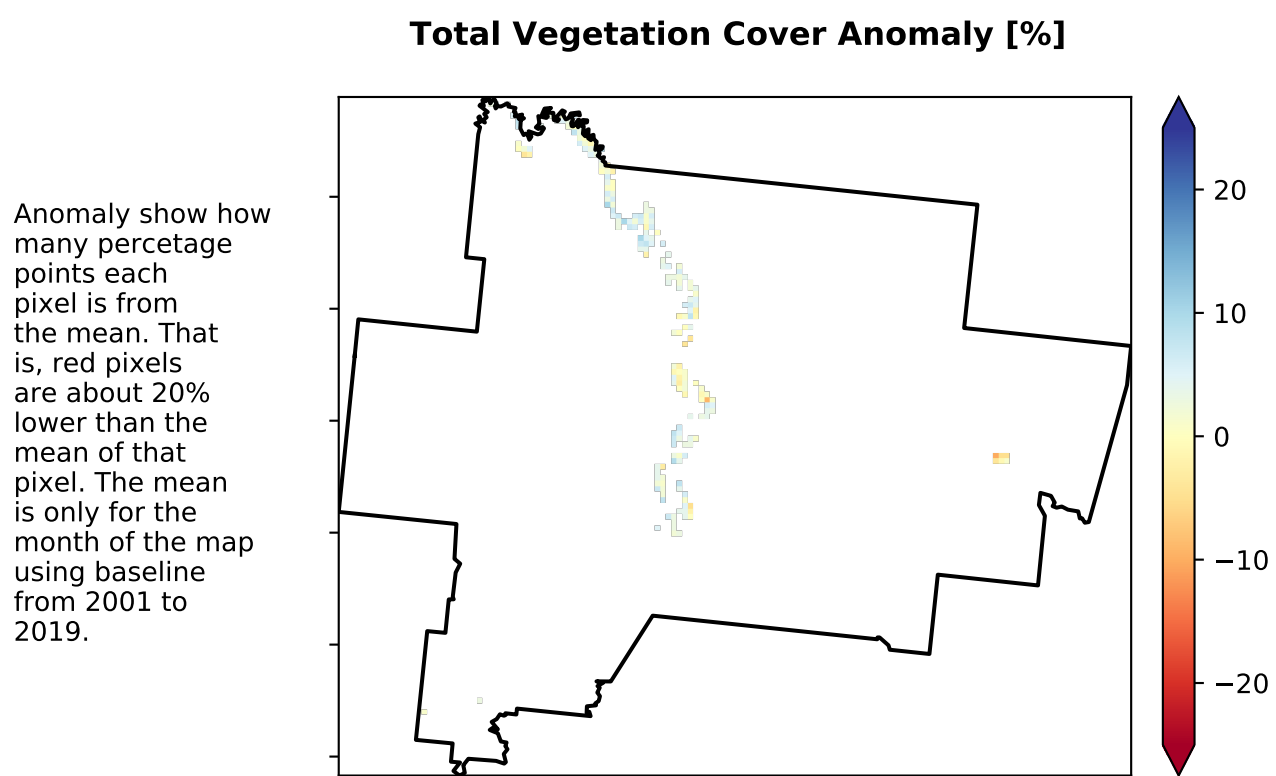 Total Vegetation Cover Anomaly [%]
Anomaly show how
many percetage
points each
pixel is from
the mean. That
is, red pixels
are about 20%
lower than the
mean of that
pixel. The mean
is only for the
month of the map
using baseline
from 2001 to
2019.
20
10
0
−10
−20